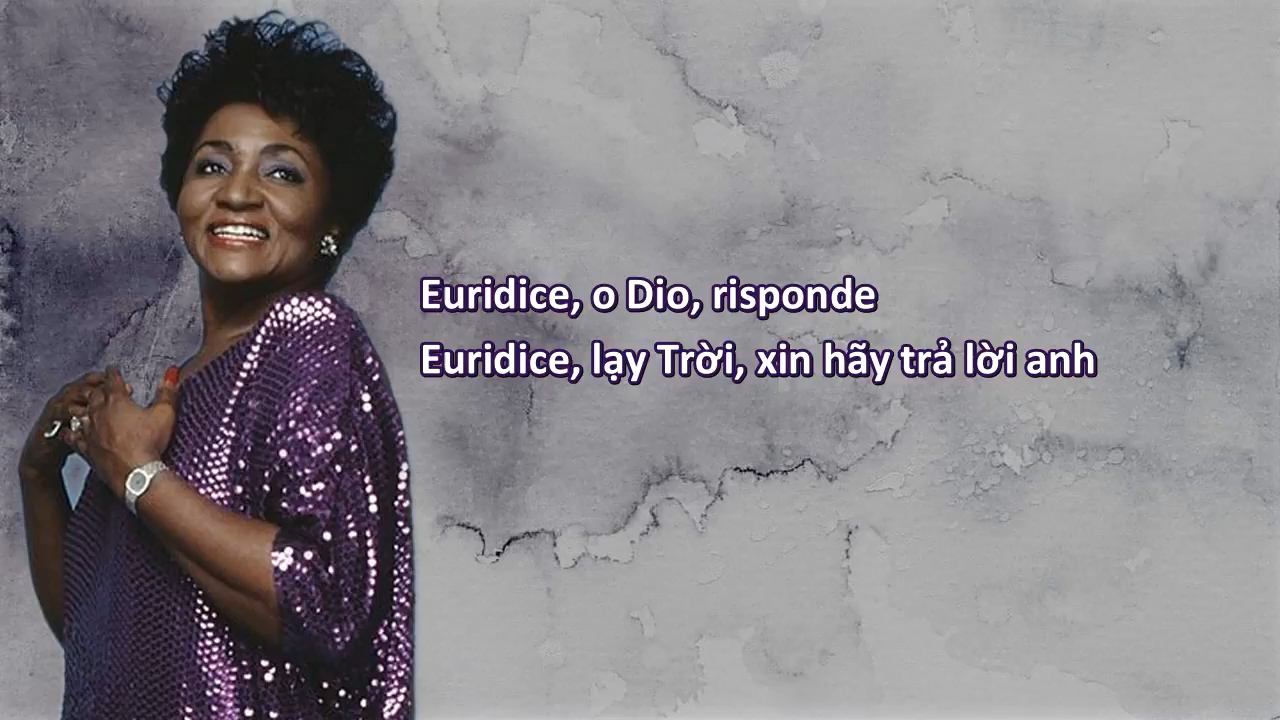 Euridice, o Dio, risponde
Euridice, lạy Trời, xin hãy trả lời anh